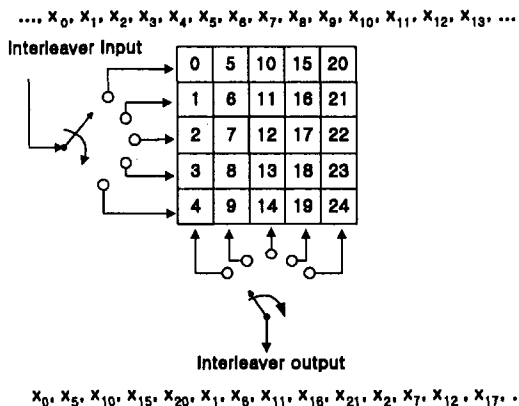 ..., x₀, x₁, x₂, x₃, x₄, x₅, x₆, x₇, x₈, x₉, x₁₀, x₁₁, x₁₂, x₁₃, ...
Interleaver Input
0 5 10 15 20
1 6 11 16 21
2 7 12 17 22
3 8 13 18 23
4 9 14 19 24
Interleaver output
x₀, x₅, x₁₀, x₁₅, x₂₀, x₁, x₆, x₁₁, x₁₆, x₂₁, x₂, x₇, x₁₂, x₁₇, .